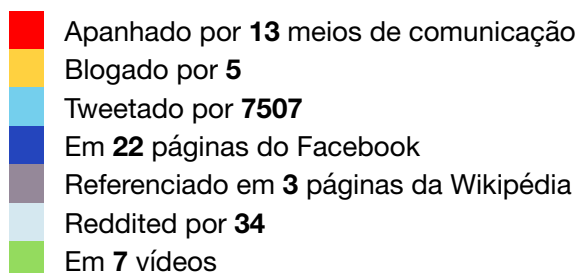 Apanhado por 13 meios de comunicação
Blogado por 5
Tweetado por 7507
Em 22 páginas do Facebook
Referenciado em 3 páginas da Wikipédia
Reddited por 34
Em 7 vídeos